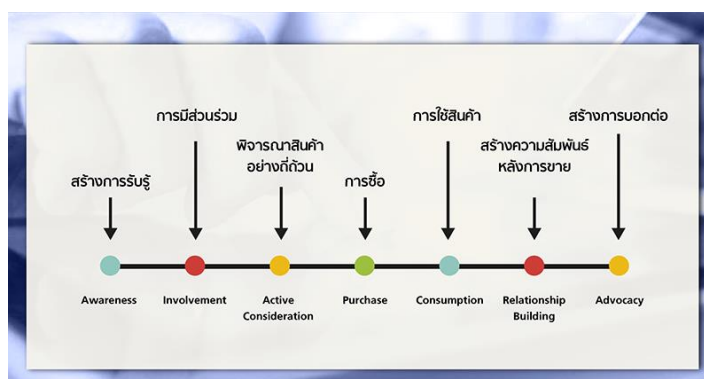 การมีส่วนร่วม
การใช้สินค้า
สร้างการบอกต่อ
พิจารณาสินค้า
อย่างถี่ถ้วน
สร้างความสัมพันธ์
หลังการขาย
สร้างการรับรู้
การซื้อ
Awareness
Involvement
Active
Consideration
Purchase
Consumption
Relationship
Building
Advocacy